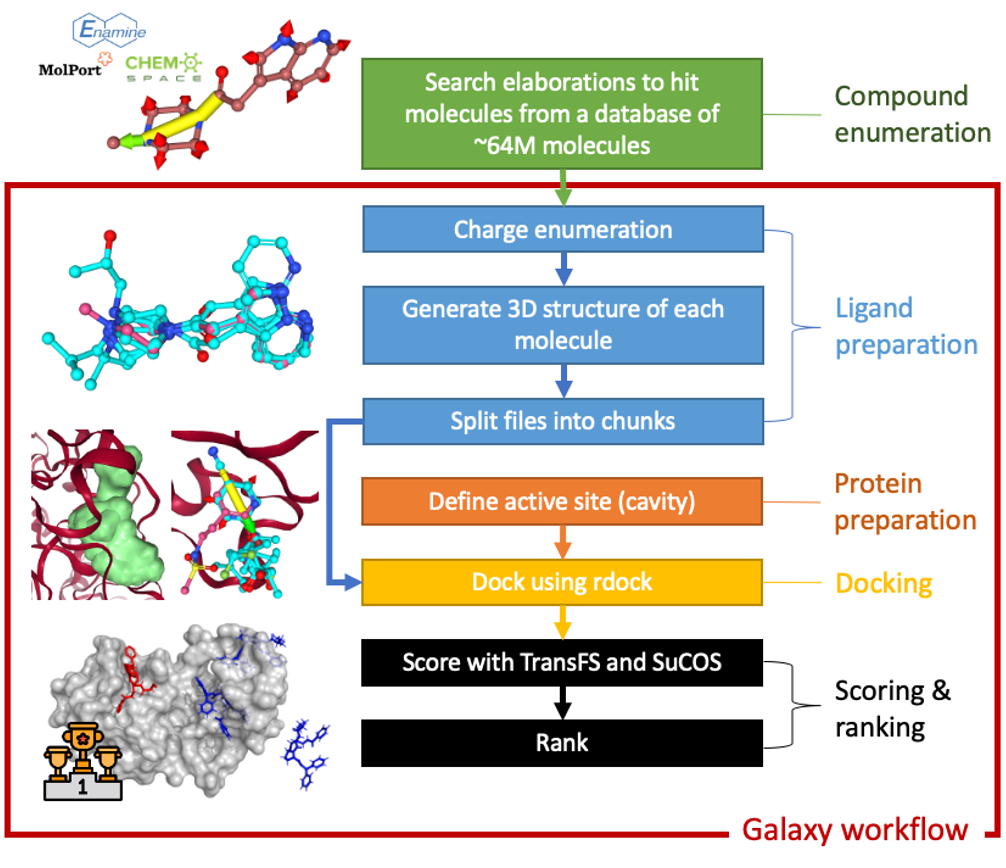 Enamine
MolPort
CHEM
SPACE
Search elaborations to hit
molecules from a database of
~64M molecules
Compound
enumeration
Charge enumeration
Generate 3D structure of each
molecule
Split files into chunks
Ligand
preparation
Define active site (cavity)
Protein
preparation
Dock using rdock
Docking
Score with TransFS and SuCOS
Rank
Scoring &
ranking
1
Galaxy workflow